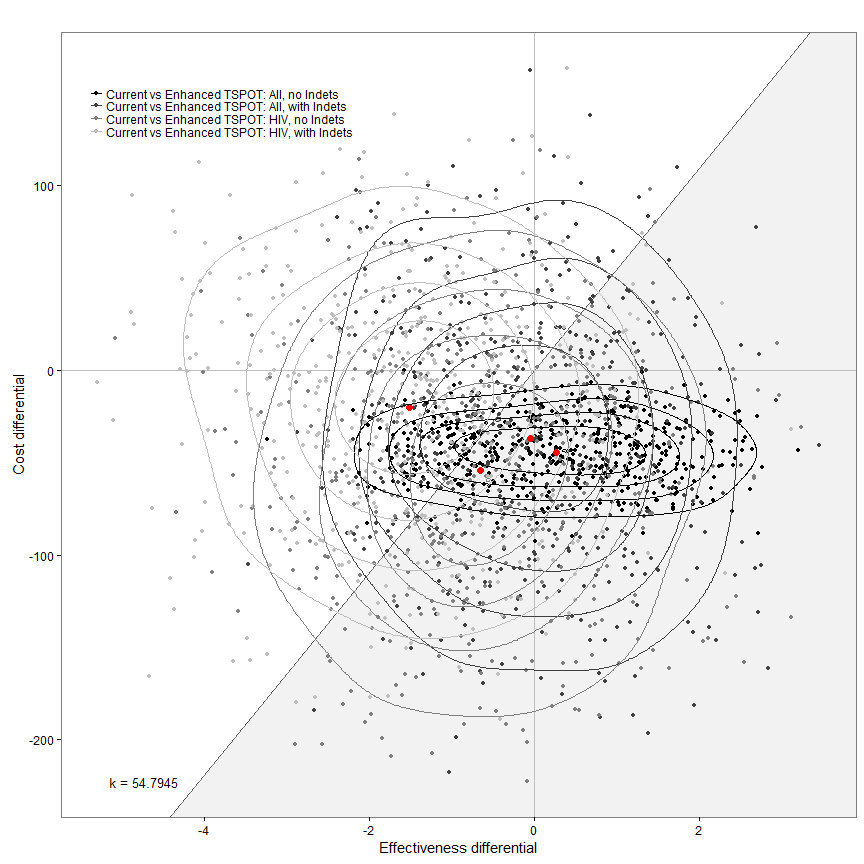 Current vs Enhanced TSPOT: All, no Indets
Current vs Enhanced TSPOT: All, with Indets
Current vs Enhanced TSPOT: HIV, no Indets
Current vs Enhanced TSPOT: HIV, with Indets
100
0
-100
-200
Cost differential
k = 54.7945
-4
-2
0
2
Effectiveness differential